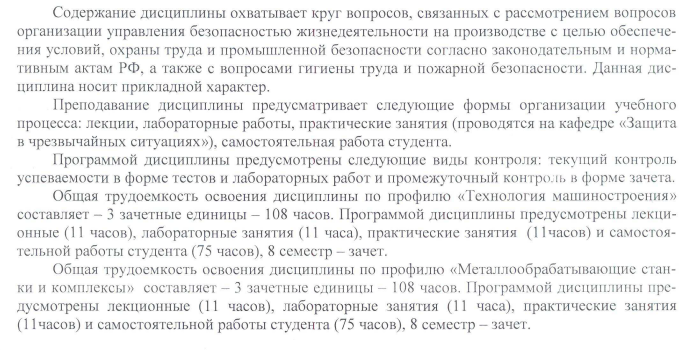 Содержание дисциплины охватывает круг вопросов, связанных с рассмотрением вопросов
организации управления безопасностью жизнедеятельности на производстве с целью обеспече-
ния условий, охраны труда и промышленной безопасности согласно законодательным и норма-
тивным актам РФ, а также с вопросами гигиены труда и пожарной безопасности. Данная дис-
циплина носит прикладной характер.
Преподавание дисциплины предусматривает следующие формы организации учебного
процесса: лекции, лабораторные работы, практические занятия (проводятся на кафедре «Защита
в чрезвычайных ситуациях»), самостоятельная работа студента.
Программой дисциплины предусмотрены следующие виды контроля: текущий контроль
успеваемости в форме тестов и лабораторных работ и промежуточный контроль в форме зачета.
Общая трудоемкость освоения дисциплины по профилю «Технология машиностроения»
составляет – 3 зачетные единицы – 108 часов. Программой дисциплины предусмотрены лекци-
онные (11 часов), лабораторные занятия (11 часа), практические занятия (11часов) и самостоя-
тельной работы студента (75 часов), 8 семестр – зачет.
Общая трудоемкость освоения дисциплины по профилю «Металлообрабатывающие стан-
ки и комплексы» составляет – 3 зачетные единицы – 108 часов. Программой дисциплины пре-
дусмотрены лекционные (11 часов), лабораторные занятия (11 часа), практические занятия
(11часов) и самостоятельной работы студента (75 часов), 8 семестр – зачет.